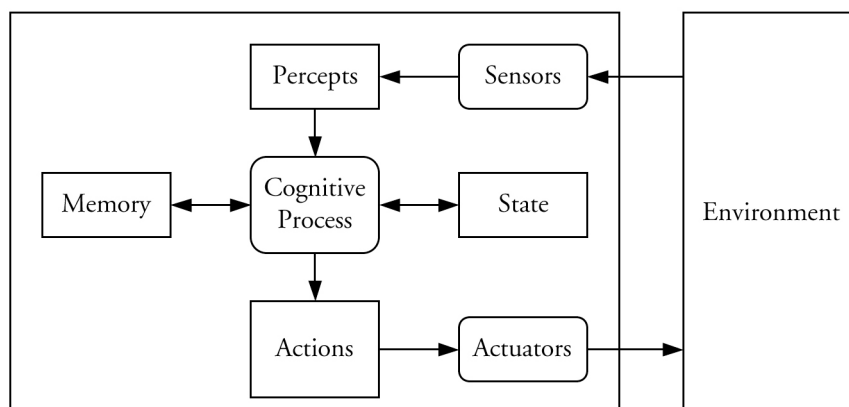 Percepts
Sensors
Memory
Cognitive
Process
State
Environment
Actions
Actuators